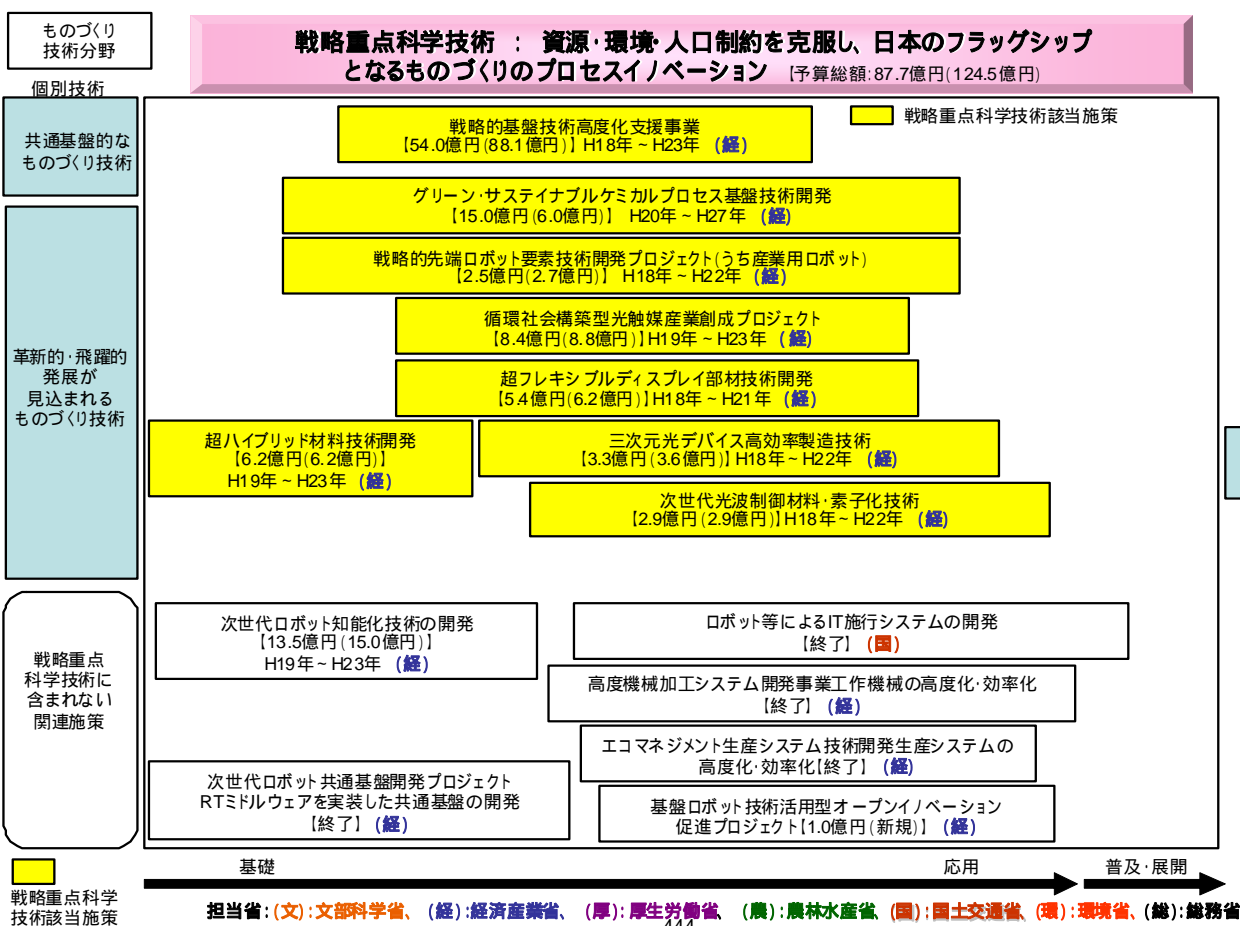 ものづくり
技術分野
戦略重点科学技術 ： 資源・環境・人口制約を克服し、日本のフラッグシップ
となるものづくりのプロセスイノベーション 【予算総額:87.7億円(124.5億円)
個別技術
共通基盤的な
ものづくり技術
戦略的基盤技術高度化支援事業
【54.0億円(88.1億円)】H18年～H23年 (経)
戦略重点科学技術該当施策
革新的・飛躍的
発展が
見込まれる
ものづくり技術
グリーン・サステイナブルケミカルプロセス基盤技術開発
【15.0億円(6.0億円)】 H20年～H27年 (経)
戦略的先端ロボット要素技術開発プロジェクト(うち産業用ロボット)
【2.5億円(2.7億円)】 H18年～H22年 (経)
循環社会構築型光触媒産業創成プロジェクト
【8.4億円(8.8億円)】H19年～H23年 (経)
超フレキシブルディスプレイ部材技術開発
【5.4億円(6.2億円)】H18年～H21年 (経)
超ハイブリッド材料技術開発
【6.2億円(6.2億円)】
H19年～H23年 (経)
三次元光デバイス高効率製造技術
【3.3億円(3.6億円)】H18年～H22年 (経)
次世代光波制御材料・素子化技術
【2.9億円(2.9億円)】H18年～H22年 (経)
戦略重点
科学技術に
含まれない
関連施策
次世代ロボット知能化技術の開発
【13.5億円(15.0億円)】
H19年～H23年 (経)
ロボット等によるIT施行システムの開発
【終了】 (国)
高度機械加工システム開発事業工作機械の高度化・効率化
【終了】 (経)
エコマネジメント生産システム技術開発生産システムの
高度化・効率化【終了】 (経)
次世代ロボット共通基盤開発プロジェクト
RTミドルウェアを実装した共通基盤の開発
【終了】 (経)
基盤ロボット技術活用型オープンイノベーション
促進プロジェクト【1.0億円(新規)】 (経)
基礎
応用
普及・展開
戦略重点科学
技術該当施策
担当省：(文)：文部科学省、 (経)：経済産業省、 (厚)：厚生労働省、 (農)：農林水産省、(国)：国土交通省、(環)：環境省、(総)：総務省
444